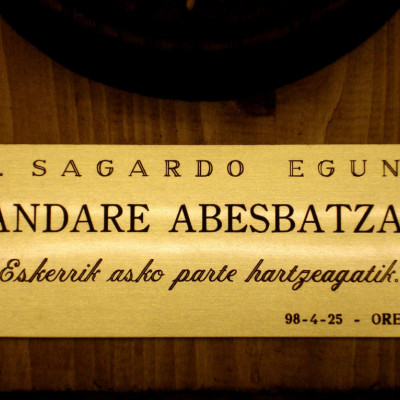 . SAGARDO EGUN
ANDARE ABESBATZA
Eskerrik asko parte hartzeagatik.
98-4-25 - ORE